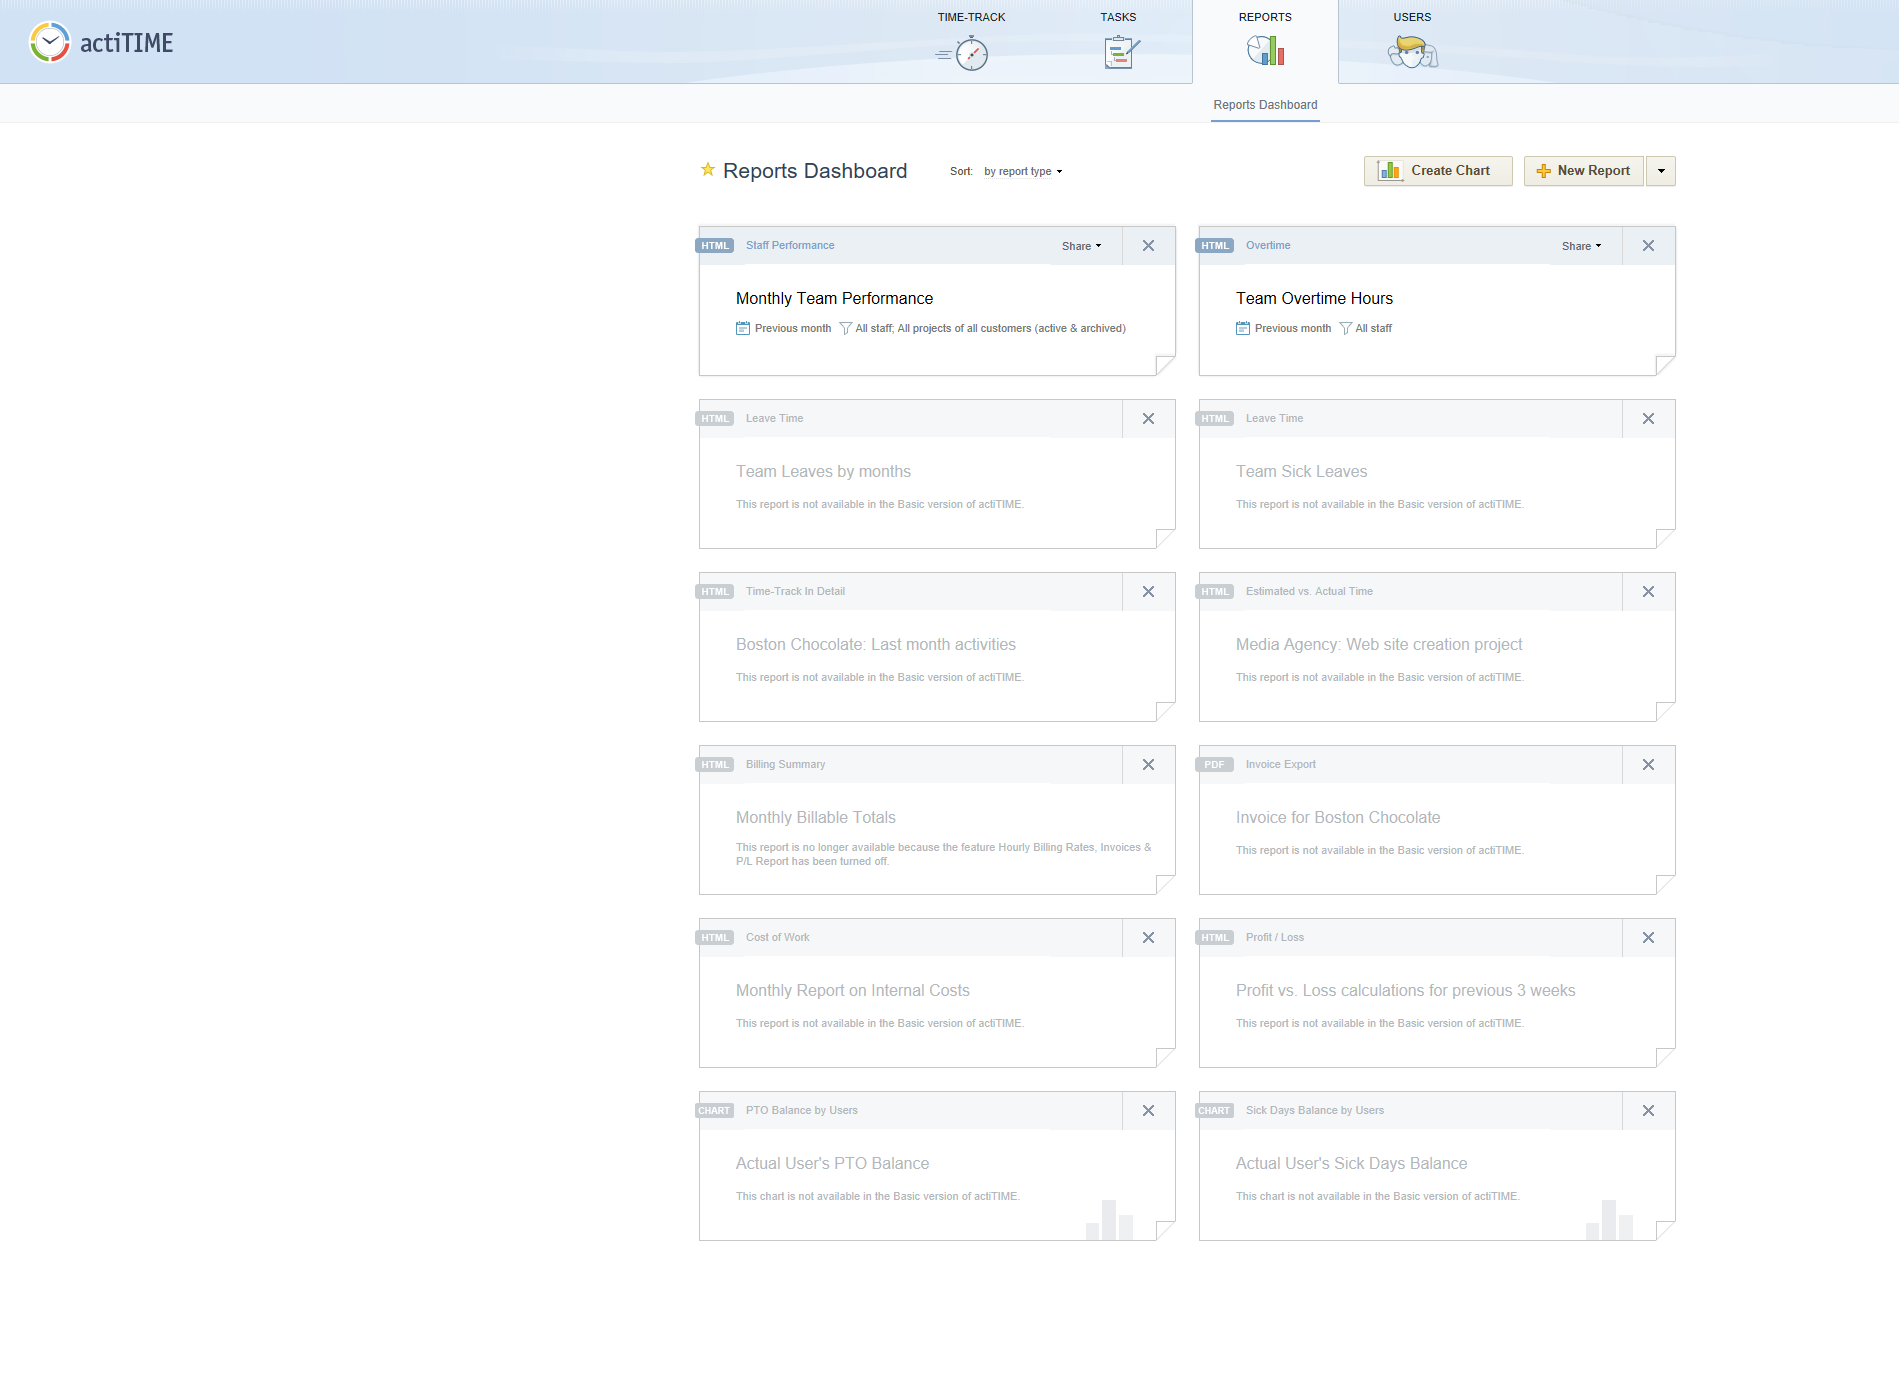 actiTIME
TIME-TRACK
TASKS
REPORTS
USERS
Reports Dashboard
Reports Dashboard
Sort: by report type
Create Chart
New Report
HTML Staff Performance Share
Monthly Team Performance
Previous month All staff; All projects of all customers (active & archived)
HTML Overtime Share
Team Overtime Hours
Previous month All staff
HTML Leave Time
Team Leaves by months
This report is not available in the Basic version of actiTIME.
HTML Leave Time
Team Sick Leaves
This report is not available in the Basic version of actiTIME.
HTML Time-Track In Detail
Boston Chocolate: Last month activities
This report is not available in the Basic version of actiTIME.
HTML Estimated vs. Actual Time
Media Agency: Web site creation project
This report is not available in the Basic version of actiTIME.
HTML Billing Summary
Monthly Billable Totals
This report is no longer available because the feature Hourly Billing Rates, Invoices &
P/L Report has been turned off.
PDF Invoice Export
Invoice for Boston Chocolate
This report is not available in the Basic version of actiTIME.
HTML Cost of Work
Monthly Report on Internal Costs
This report is not available in the Basic version of actiTIME.
HTML Profit / Loss
Profit vs. Loss calculations for previous 3 weeks
This report is not available in the Basic version of actiTIME.
CHART PTO Balance by Users
Actual User's PTO Balance
This chart is not available in the Basic version of actiTIME.
CHART Sick Days Balance by Users
Actual User's Sick Days Balance
This chart is not available in the Basic version of actiTIME.